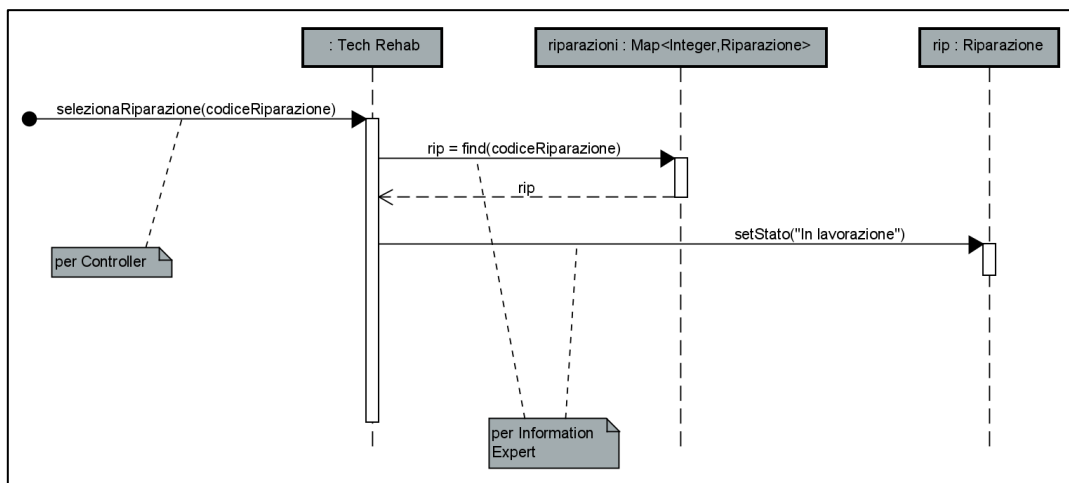 : Tech Rehab
riparazioni : Map<Integer,Riparazione>
rip : Riparazione
selezionaRiparazione(codiceRiparazione)
rip = find(codiceRiparazione)
rip
setStato("In lavorazione")
per Controller
per Information
Expert